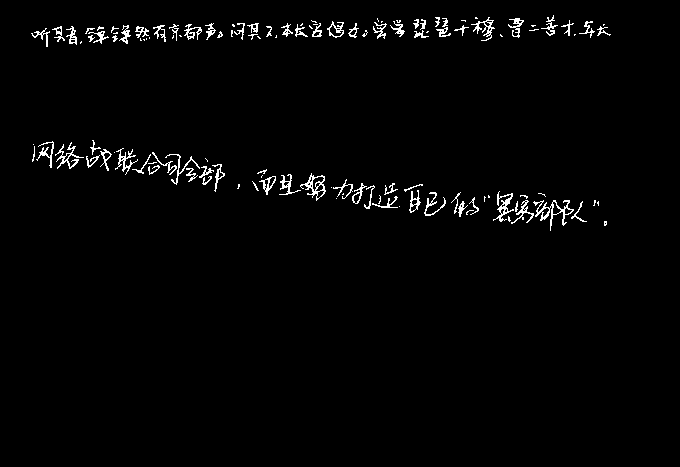 听其音,铮铮然有京都声。问其人,本长安倡女。尝学琵琶于穆、曹二善才,年长
网络战联合司令部,而且努力打造自己的“黑客部队”。